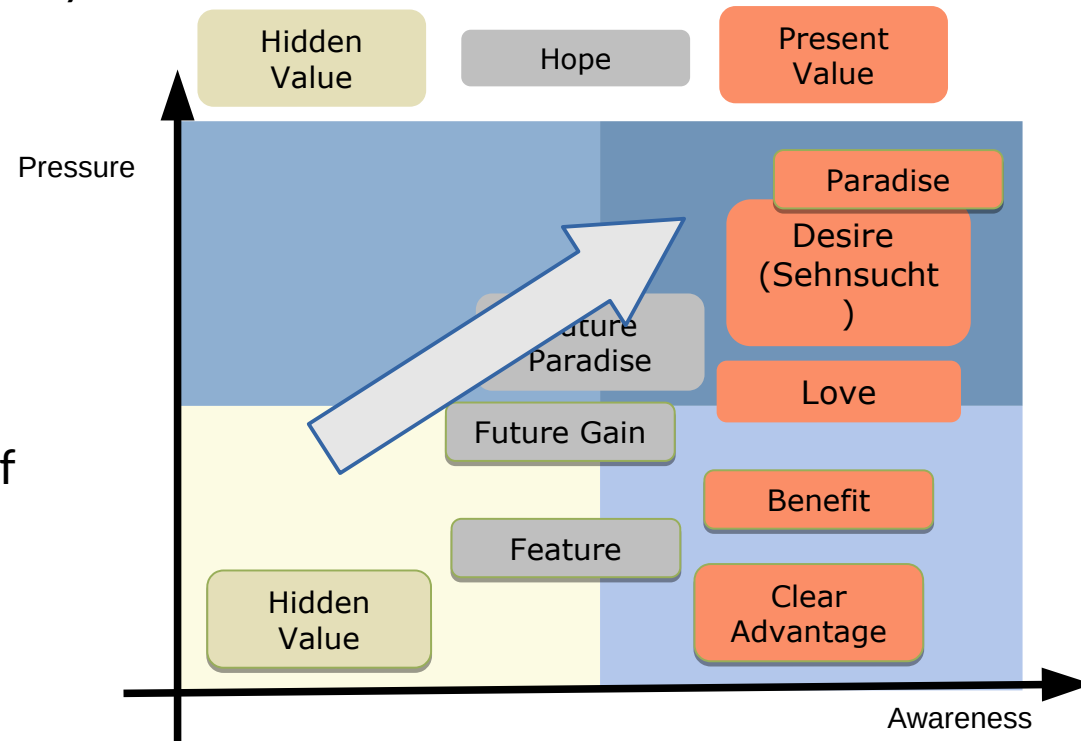 Hidden
Value
Hope
Present
Value
Pressure
Paradise
Desire
(Sehnsucht
)
Paradise
Love
Future Gain
f
Benefit
Feature
Hidden
Value
Clear
Advantage
Awareness